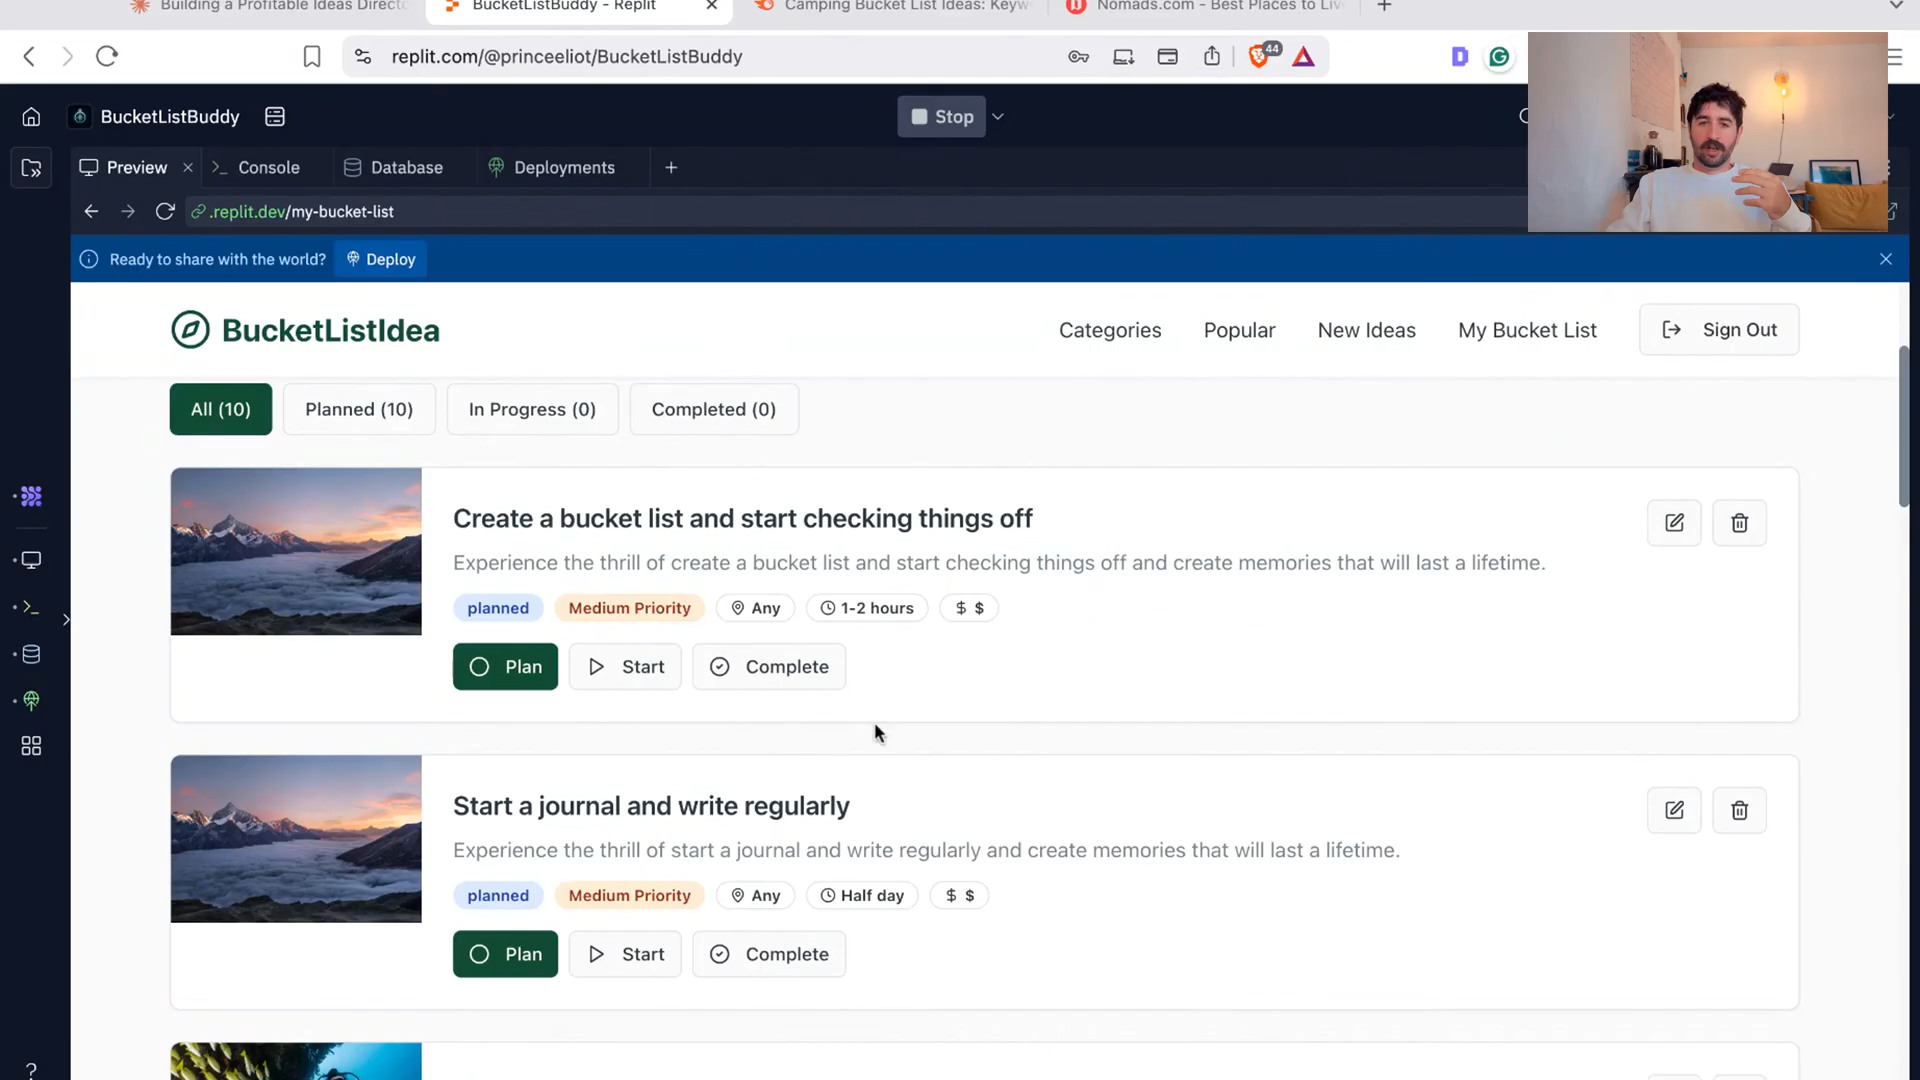 Building a Profitable Ideas Directo
BucketListBuddy - Replit
Camping Bucket List Ideas: Keyw
Nomads.com - Best Places to Liv
replit.com/@princeeliot/BucketListBuddy
44
BucketListBuddy
Stop
Preview
Console
Database
Deployments
.replit.dev/my-bucket-list
Ready to share with the world?
Deploy
BucketListIdea
Categories
Popular
New Ideas
My Bucket List
Sign Out
All (10)
Planned (10)
In Progress (0)
Completed (0)
Create a bucket list and start checking things off
Experience the thrill of create a bucket list and start checking things off and create memories that will last a lifetime.
planned
Medium Priority
Any
1-2 hours
$ $
Plan
Start
Complete
Start a journal and write regularly
Experience the thrill of start a journal and write regularly and create memories that will last a lifetime.
planned
Medium Priority
Any
Half day
$ $
Plan
Start
Complete